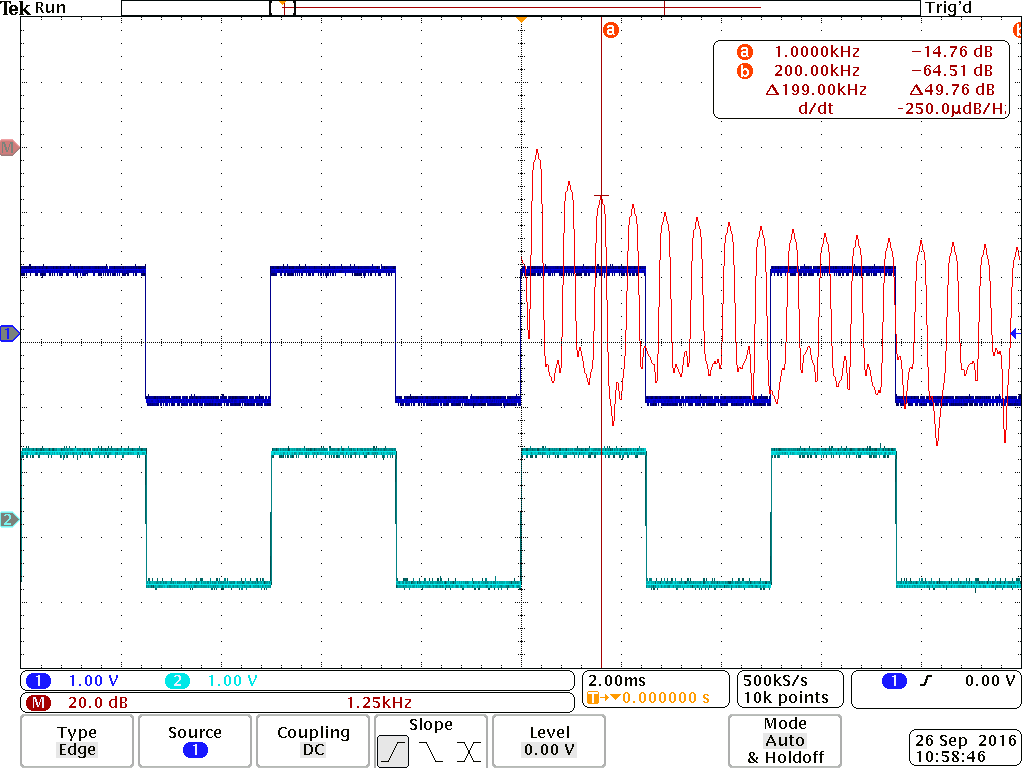 Tek Run Trig'd
a b
a 1.0000kHz −14.76 dB
b 200.00kHz −64.51 dB
Δ199.00kHz Δ49.76 dB
d/dt -250.0µdB/Hz
M
1
2
1 1.00 V 2 1.00 V
M 20.0 dB 1.25kHz
2.00ms
T→▼0.000000 s
500kS/s
10k points
1 0.00 V
Type
Edge
Source
1
Coupling
DC
Slope
Level
0.00 V
Mode
Auto
& Holdoff
26 Sep 2016
10:58:46